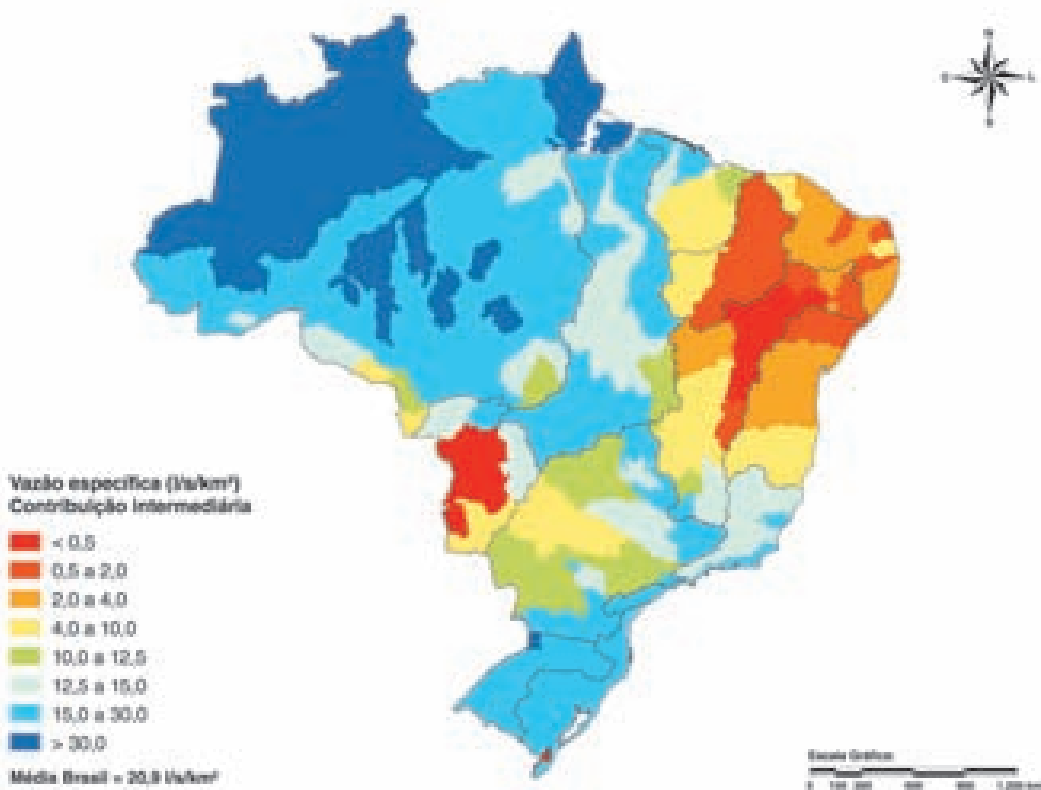 N
L
S
Vazão específica (l/s/km²)
Contribuição intermediária
< 0,5
0,5 a 2,0
2,0 a 4,0
4,0 a 10,0
10,0 a 12,5
12,5 a 15,0
15,0 a 30,0
> 30,0
Média Brasil = 20,9 l/s/km²
Escala Gráfica
0